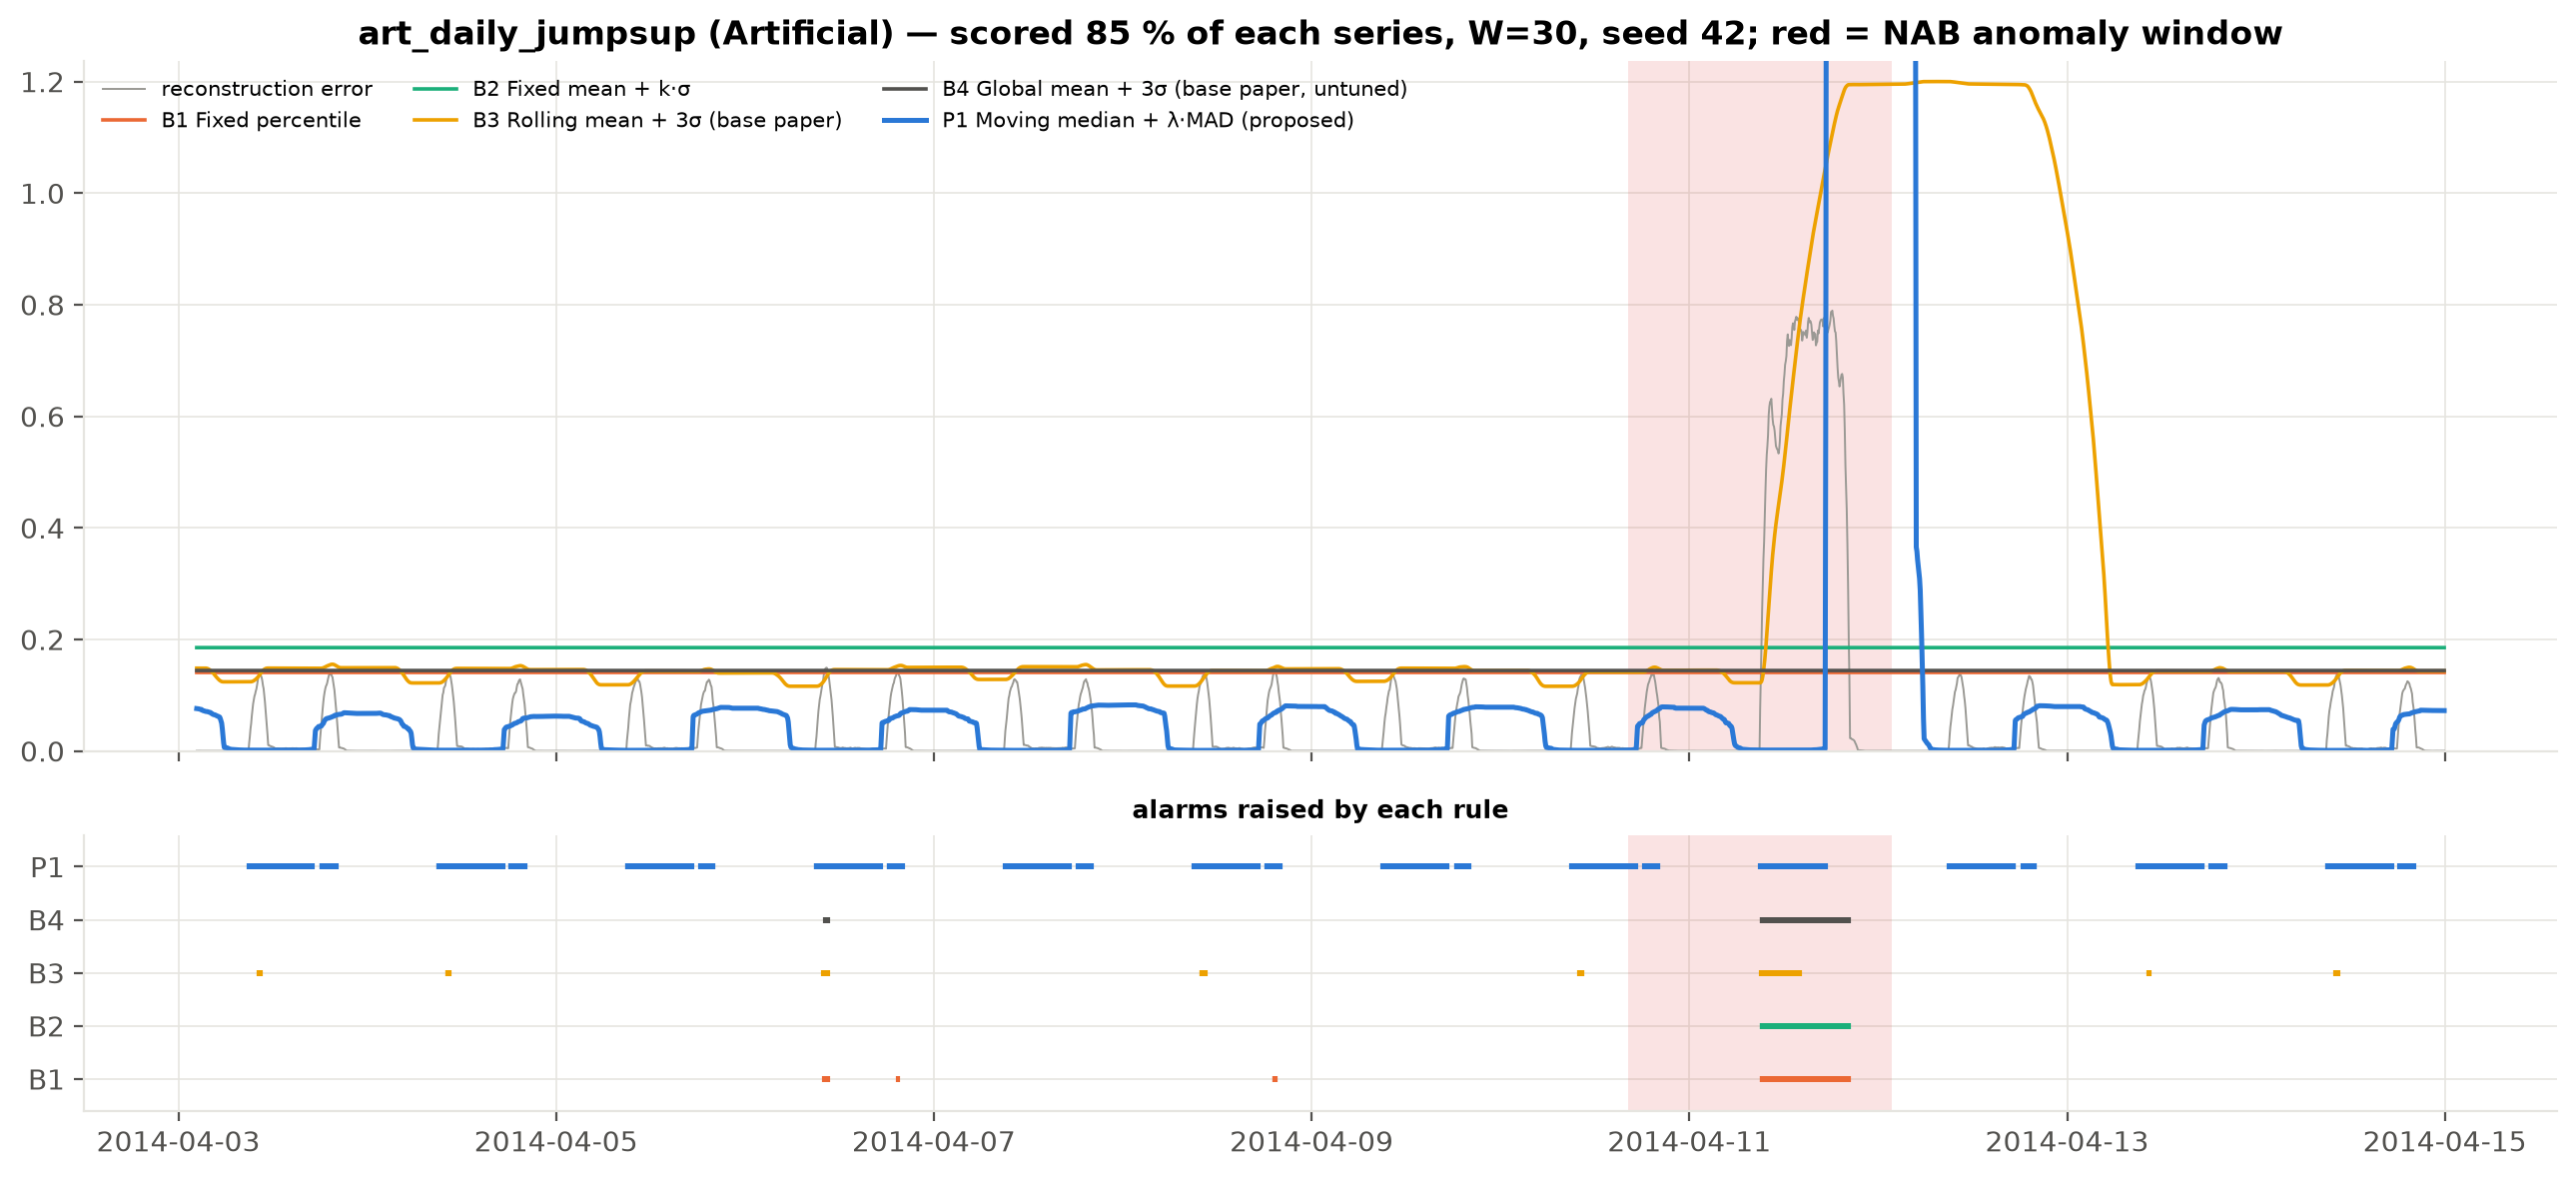 art_daily_jumpsup (Artificial) — scored 85 % of each series, W=30, seed 42; red = NAB anomaly window
reconstruction error
B1 Fixed percentile
B2 Fixed mean + k·σ
B3 Rolling mean + 3σ (base paper)
B4 Global mean + 3σ (base paper, untuned)
P1 Moving median + λ·MAD (proposed)
1.2
1.0
0.8
0.6
0.4
0.2
0.0
alarms raised by each rule
P1
B4
B3
B2
B1
2014-04-03 2014-04-05 2014-04-07 2014-04-09 2014-04-11 2014-04-13 2014-04-15